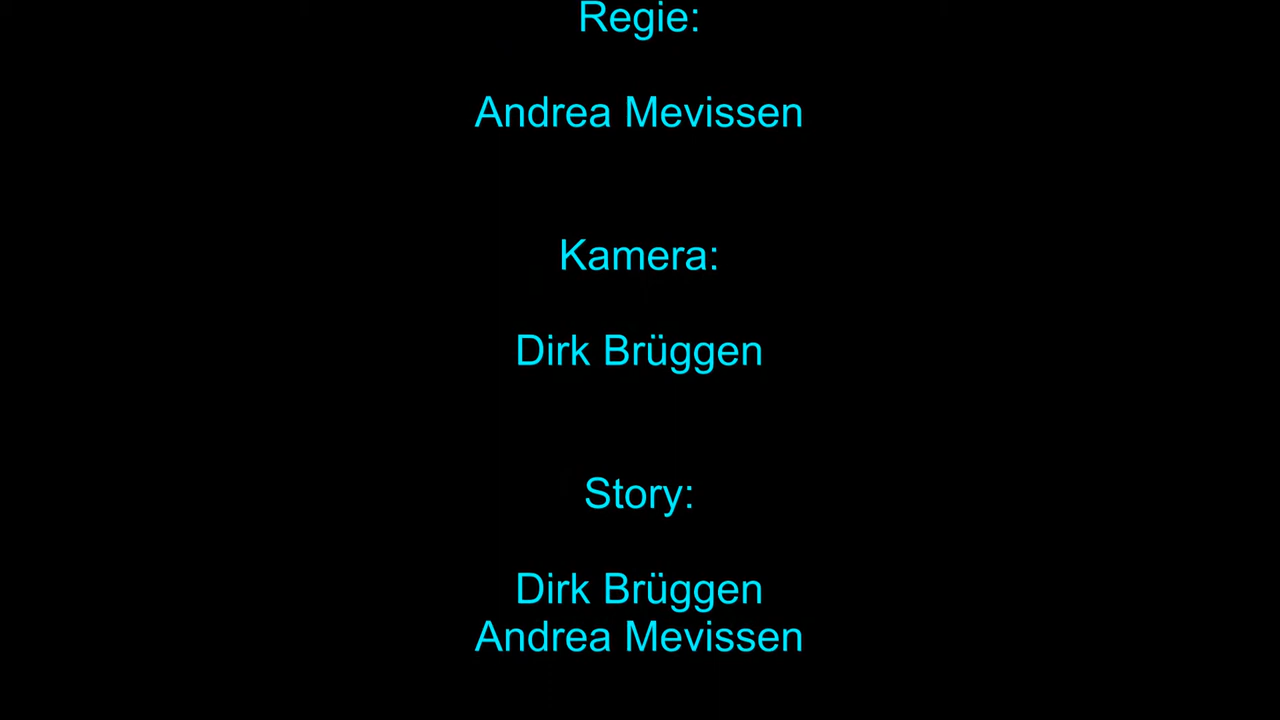 Regie:
Andrea Mevissen
Kamera:
Dirk Brüggen
Story:
Dirk Brüggen
Andrea Mevissen